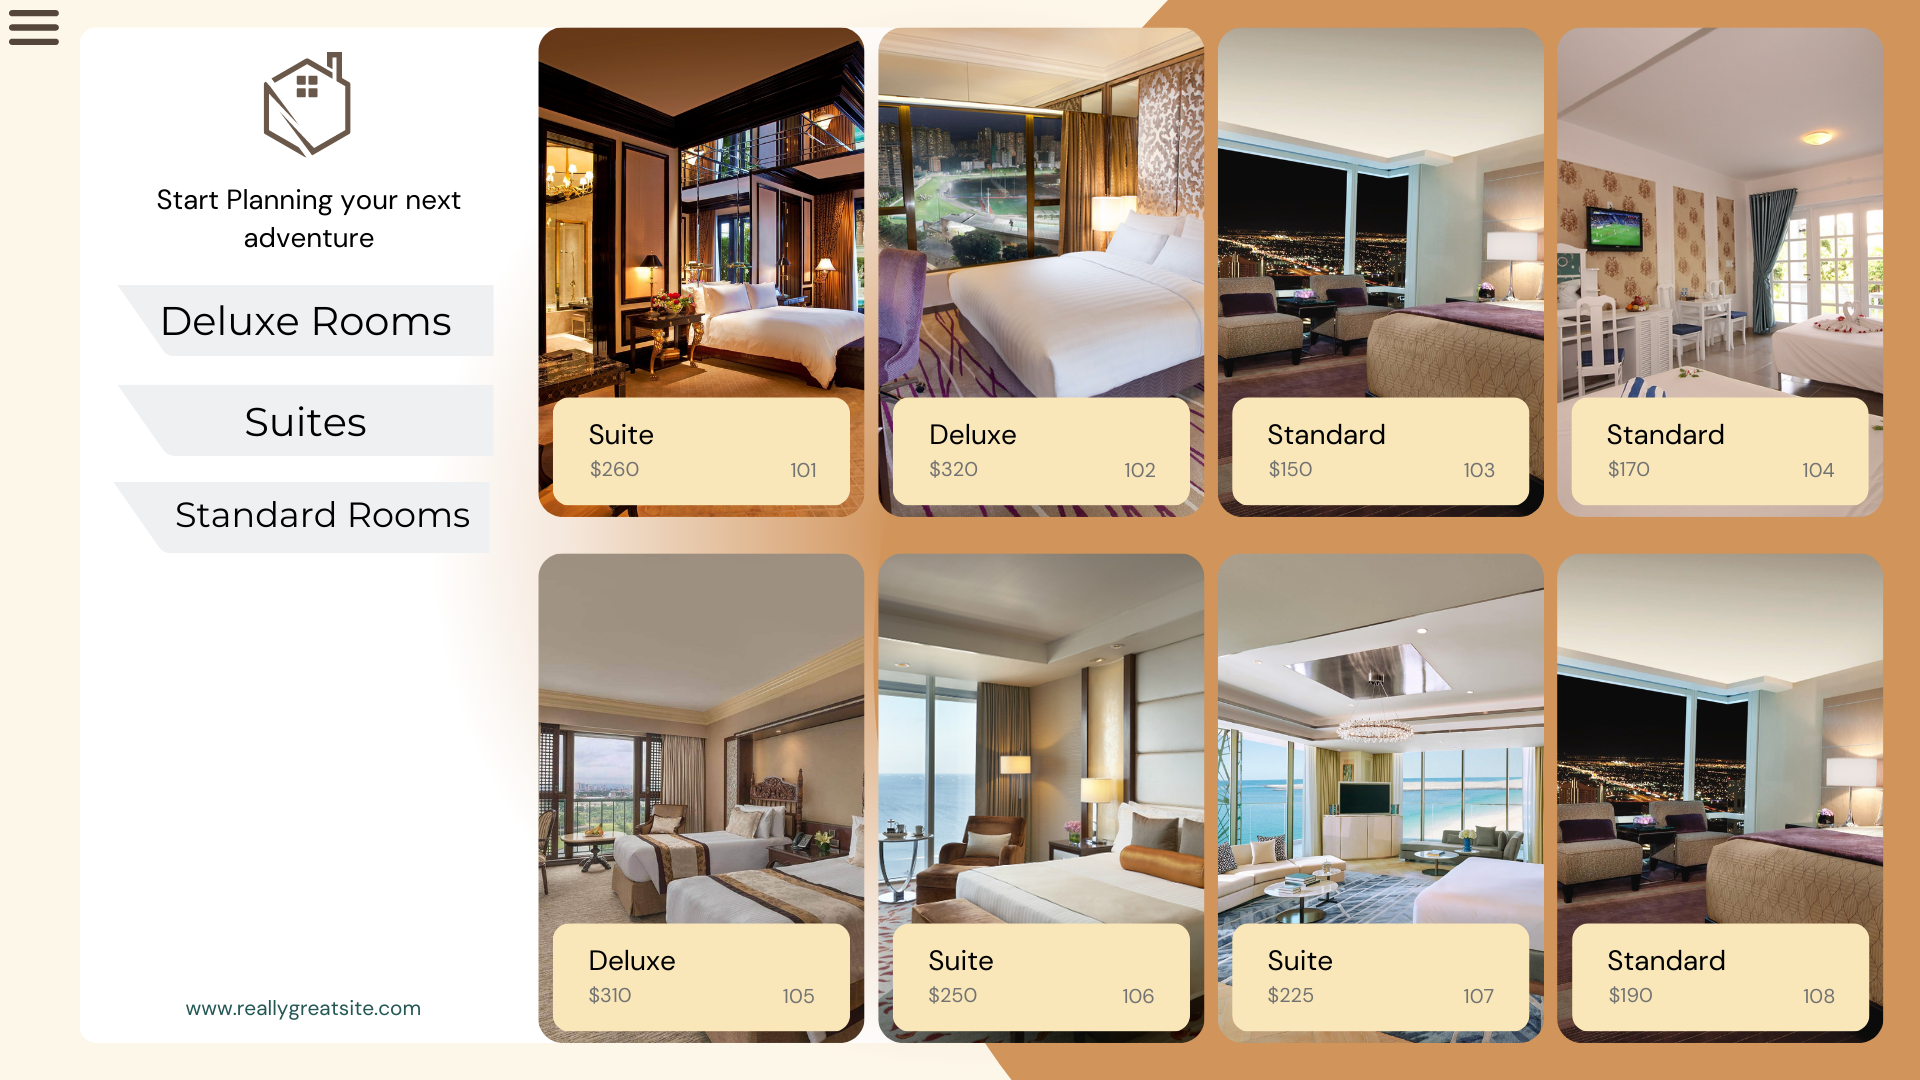 Start Planning your next
adventure
Deluxe Rooms
Suites
Standard Rooms
www.reallygreatsite.com
Suite
$260 101
Deluxe
$320 102
Standard
$150 103
Standard
$170 104
Deluxe
$310 105
Suite
$250 106
Suite
$225 107
Standard
$190 108